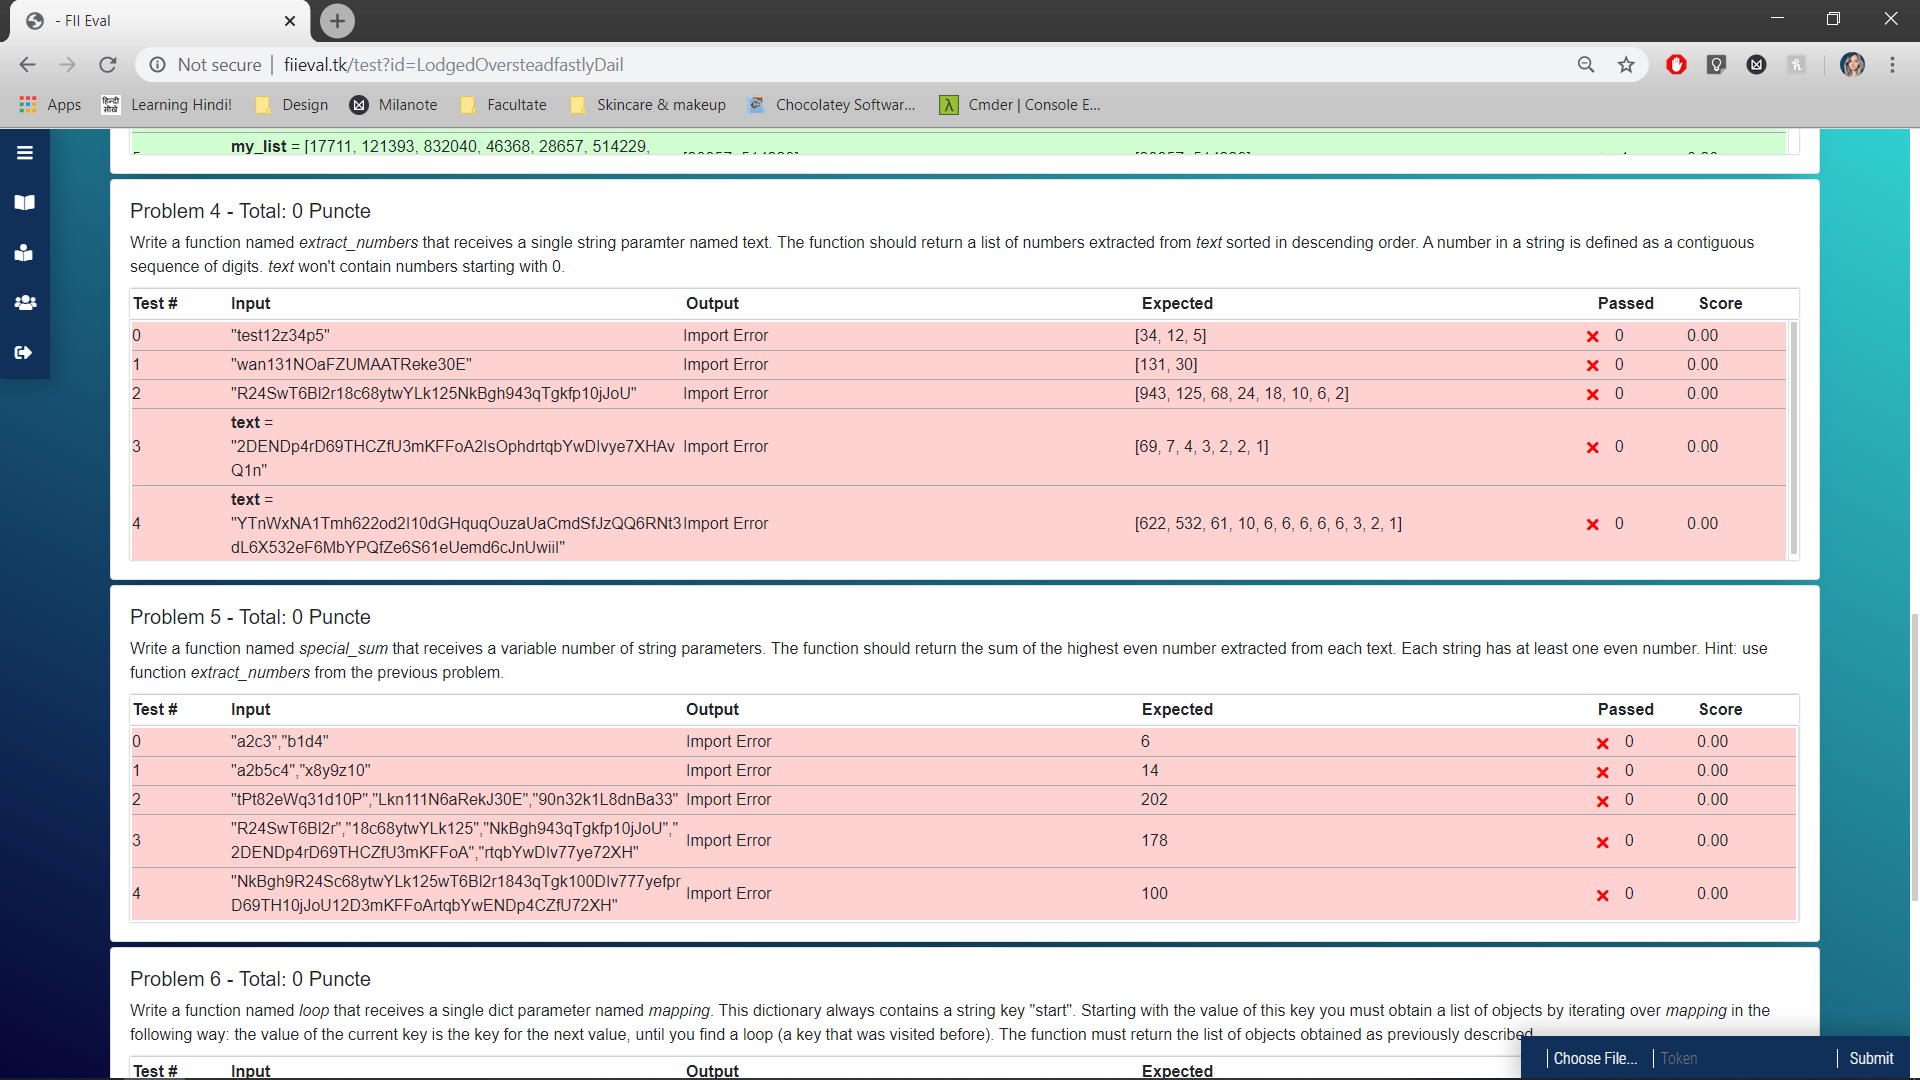 - FII Eval
Not secure | fiieval.tk/test?id=LodgedOversteadfastlyDail
Apps हिन्दी सीखें Learning Hindi! Design Milanote Facultate Skincare & makeup Chocolatey Softwar... λ Cmder | Console E...
my_list = [17711, 121393, 832040, 46368, 28657, 514229,
Problem 4 - Total: 0 Puncte
Write a function named extract_numbers that receives a single string paramter named text. The function should return a list of numbers extracted from text sorted in descending order. A number in a string is defined as a contiguous
sequence of digits. text won't contain numbers starting with 0.
Test # Input Output Expected Passed Score
0 "test12z34p5" Import Error [34, 12, 5] 0 0.00
1 "wan131NOaFZUMAATReke30E" Import Error [131, 30] 0 0.00
2 "R24SwT6Bl2r18c68ytwYLk125NkBgh943qTgkfp10jJoU" Import Error [943, 125, 68, 24, 18, 10, 6, 2] 0 0.00
text =
3 "2DENDp4rD69THCZfU3mKFFoA2IsOphdrtqbYwDIvye7XHAv Import Error [69, 7, 4, 3, 2, 2, 1] 0 0.00
Q1n"
text =
4 "YTnWxNA1Tmh622od2I10dGHquqOuzaUaCmdSfJzQQ6RNt3 Import Error [622, 532, 61, 10, 6, 6, 6, 6, 6, 3, 2, 1] 0 0.00
dL6X532eF6MbYPQfZe6S61eUemd6cJnUwiil"
Problem 5 - Total: 0 Puncte
Write a function named special_sum that receives a variable number of string parameters. The function should return the sum of the highest even number extracted from each text. Each string has at least one even number. Hint: use
function extract_numbers from the previous problem.
Test # Input Output Expected Passed Score
0 "a2c3","b1d4" Import Error 6 0 0.00
1 "a2b5c4","x8y9z10" Import Error 14 0 0.00
2 "tPt82eWq31d10P","Lkn111N6aRekJ30E","90n32k1L8dnBa33" Import Error 202 0 0.00
"R24SwT6Bl2r","18c68ytwYLk125","NkBgh943qTgkfp10jJoU","
3 2DENDp4rD69THCZfU3mKFFoA","rtqbYwDIv77ye72XH" Import Error 178 0 0.00
"NkBgh9R24Sc68ytwYLk125wT6Bl2r1843qTgk100DIv777yefpr
4 D69TH10jJoU12D3mKFFoArtqbYwENDp4CZfU72XH" Import Error 100 0 0.00
Problem 6 - Total: 0 Puncte
Write a function named loop that receives a single dict parameter named mapping. This dictionary always contains a string key "start". Starting with the value of this key you must obtain a list of objects by iterating over mapping in the
following way: the value of the current key is the key for the next value, until you find a loop (a key that was visited before). The function must return the list of objects obtained as previously described
Choose File... Token Submit
Test # Input Output Expected